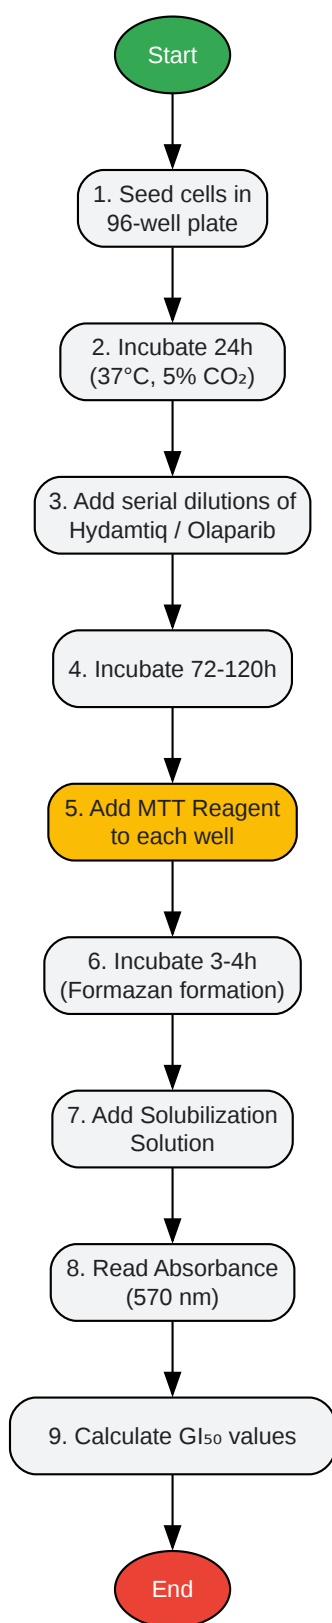 Start
1. Seed cells in
96-well plate
2. Incubate 24h
(37°C, 5% CO₂)
3. Add serial dilutions of
Hydamtiq / Olaparib
4. Incubate 72-120h
5. Add MTT Reagent
to each well
6. Incubate 3-4h
(Formazan formation)
7. Add Solubilization
Solution
8. Read Absorbance
(570 nm)
9. Calculate GI₅₀ values
End